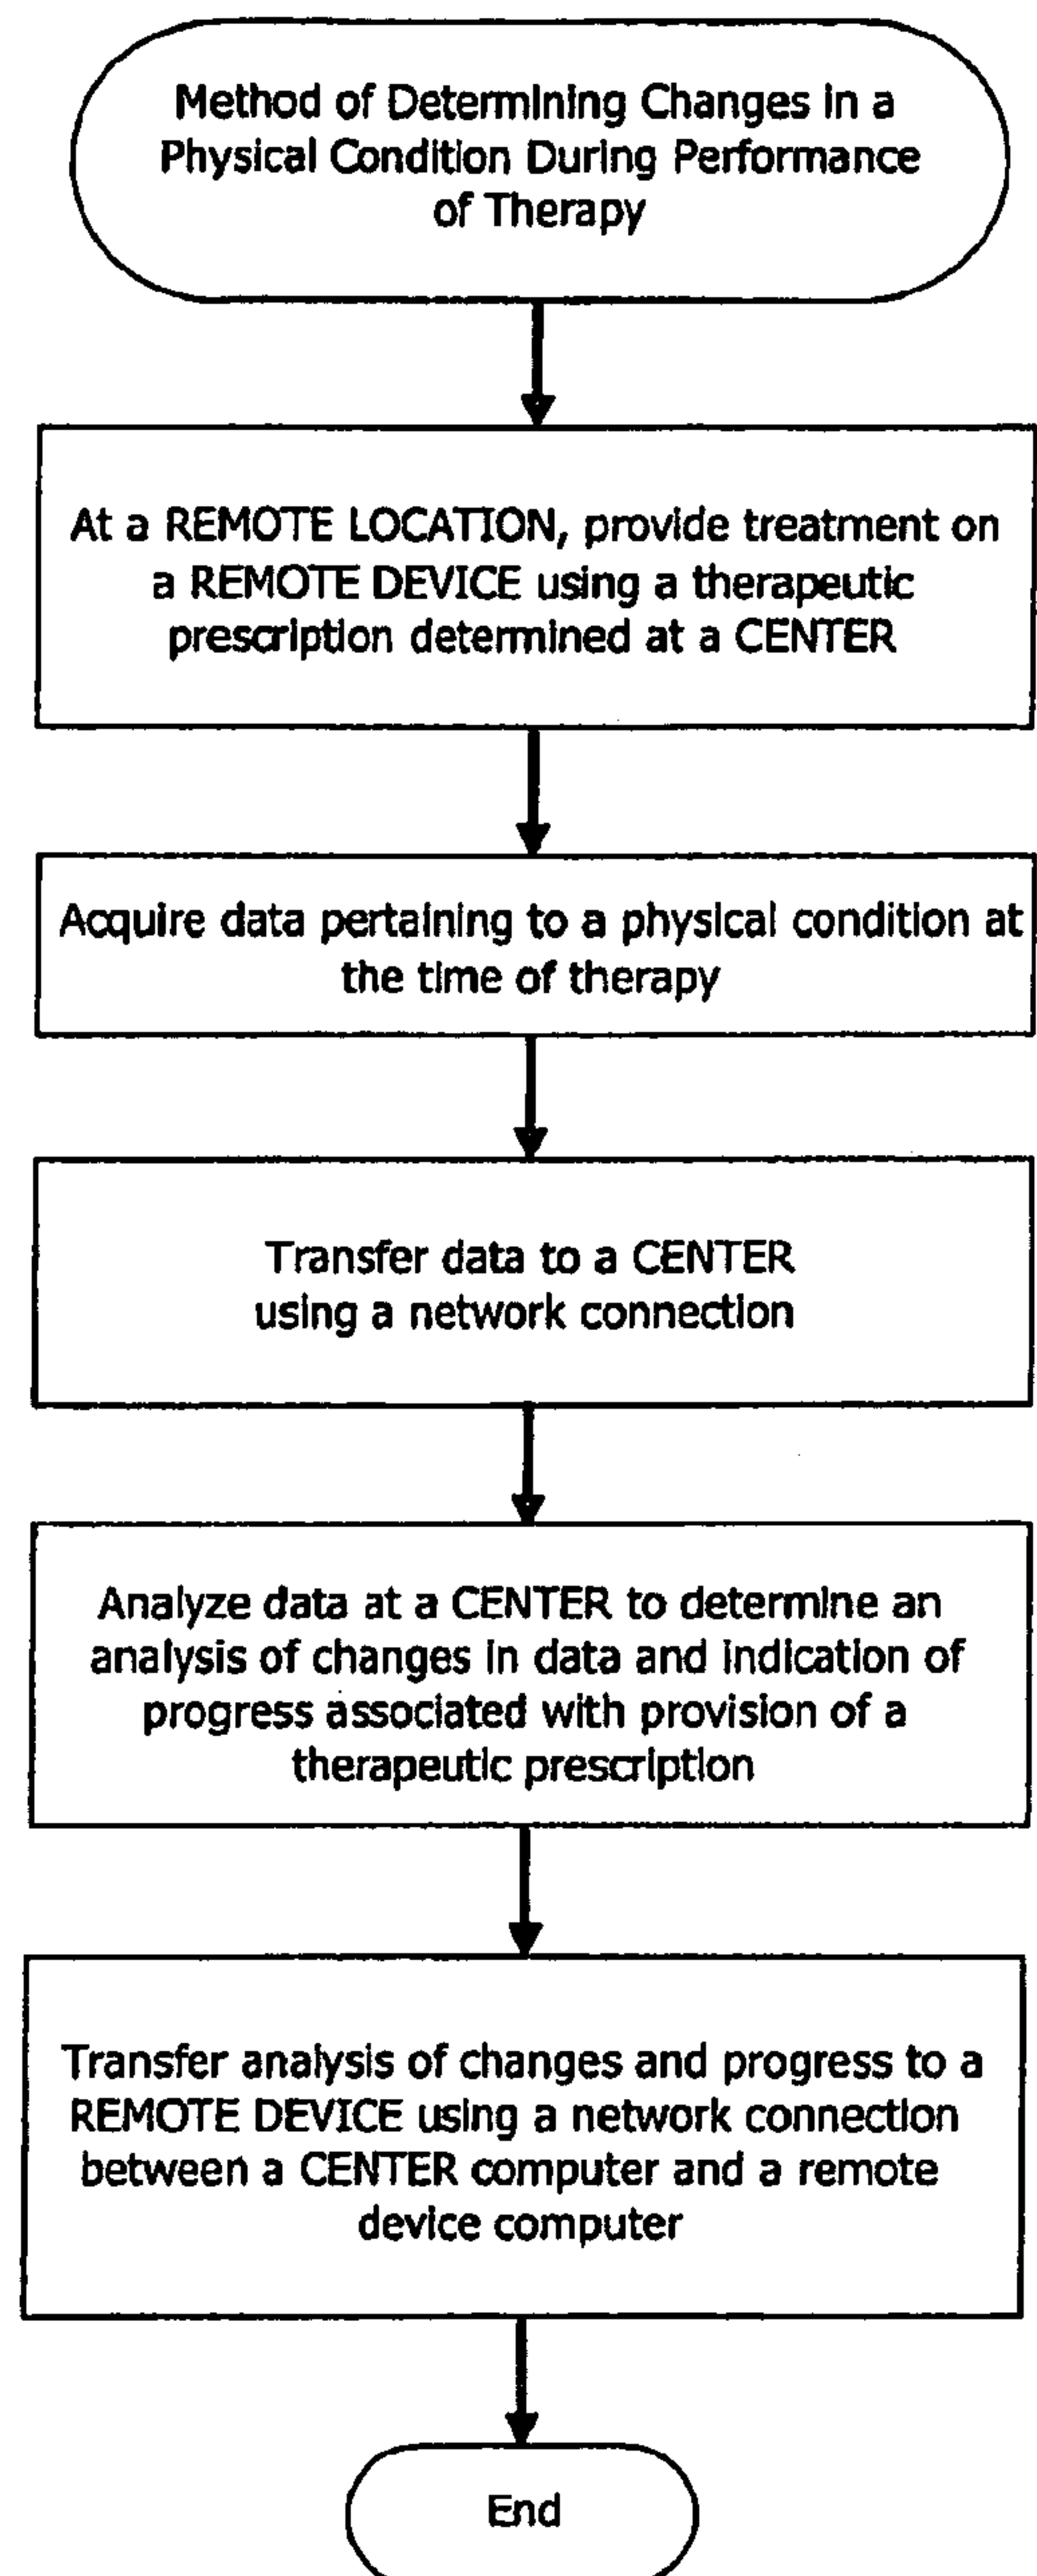 Method of Determining Changes in a
Physical Condition During Performance
of Therapy
At a REMOTE LOCATION, provide treatment on
a REMOTE DEVICE using a therapeutic
prescription determined at a CENTER
Acquire data pertaining to a physical condition at
the time of therapy
Transfer data to a CENTER
using a network connection
Analyze data at a CENTER to determine an
analysis of changes in data and indication of
progress associated with provision of a
therapeutic prescription
Transfer analysis of changes and progress to a
REMOTE DEVICE using a network connection
between a CENTER computer and a remote
device computer
End